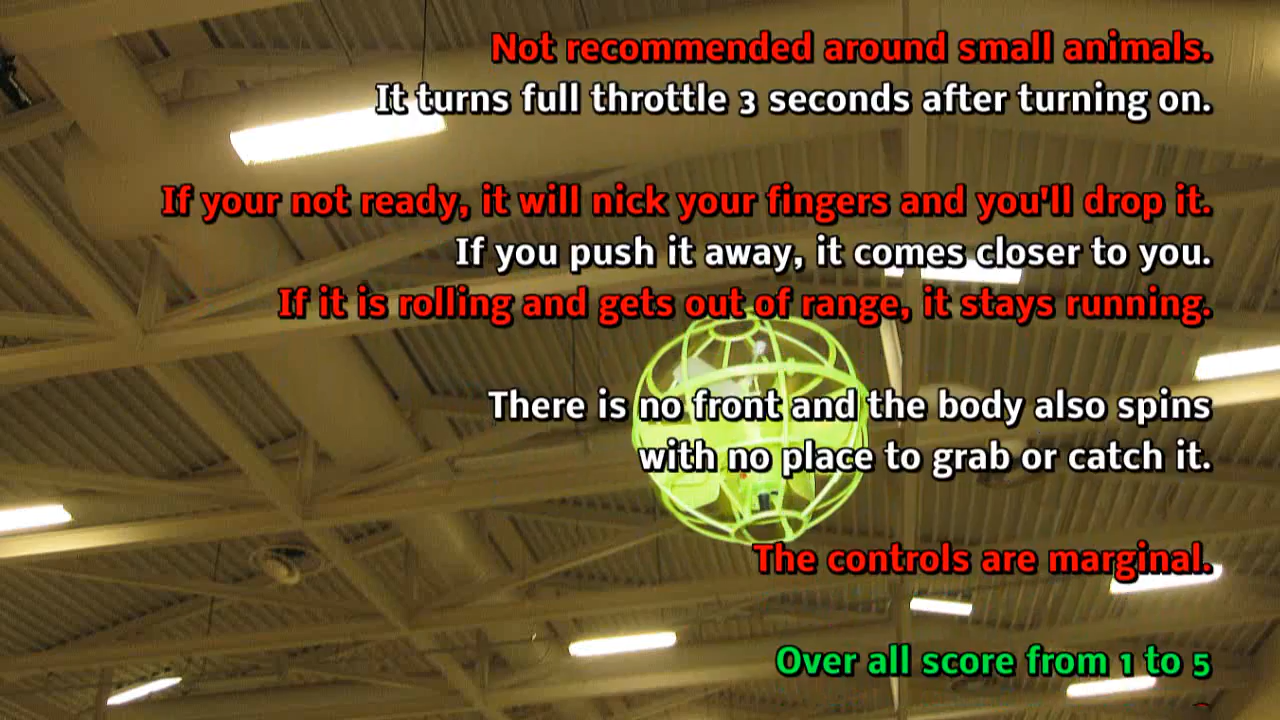 Not recommended around small animals.
It turns full throttle 3 seconds after turning on.
If your not ready, it will nick your fingers and you'll drop it.
If you push it away, it comes closer to you.
If it is rolling and gets out of range, it stays running.
There is no front and the body also spins
with no place to grab or catch it.
The controls are marginal.
Over all score from 1 to 5